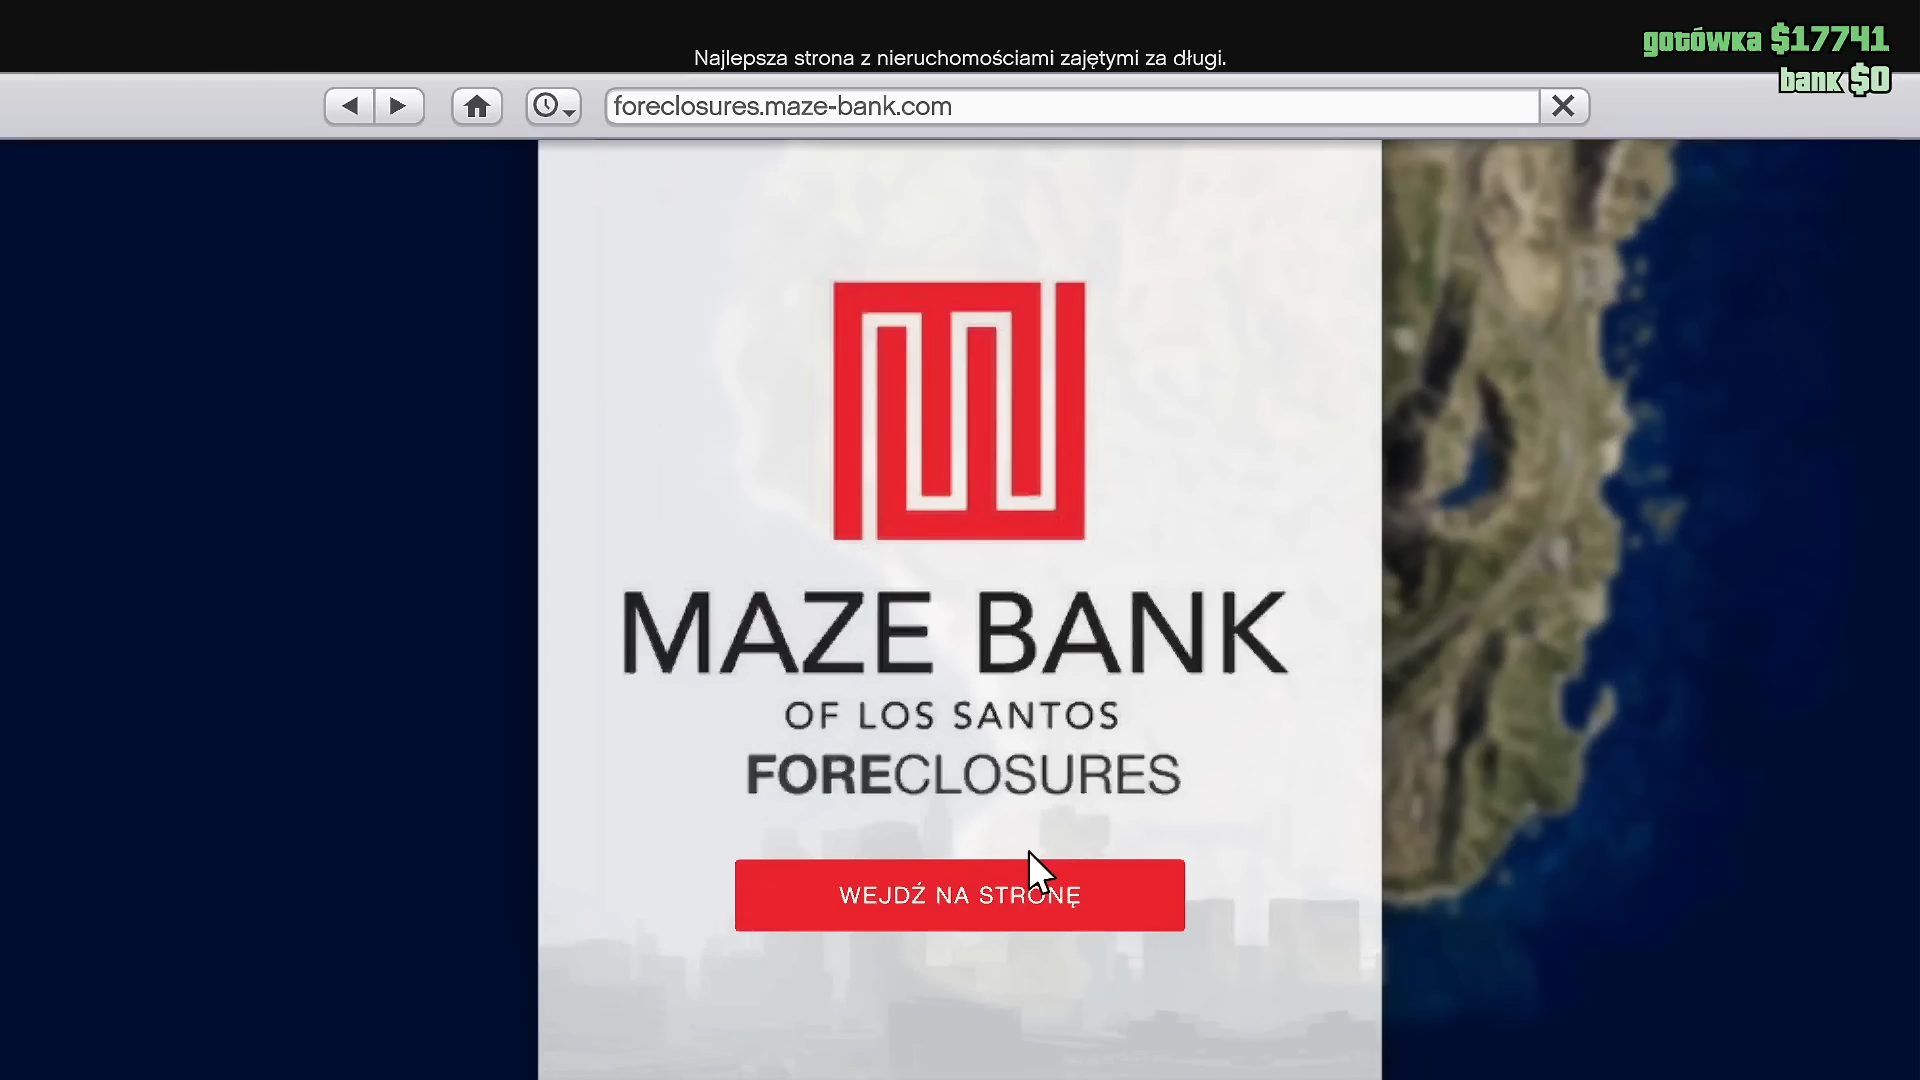 gotówka $17741
Najlepsza strona z nieruchomościami zajętymi za długi.
bank $0
foreclosures.maze-bank.com
MAZE BANK
OF LOS SANTOS
FORECLOSURES
WEJDŹ NA STRONĘ